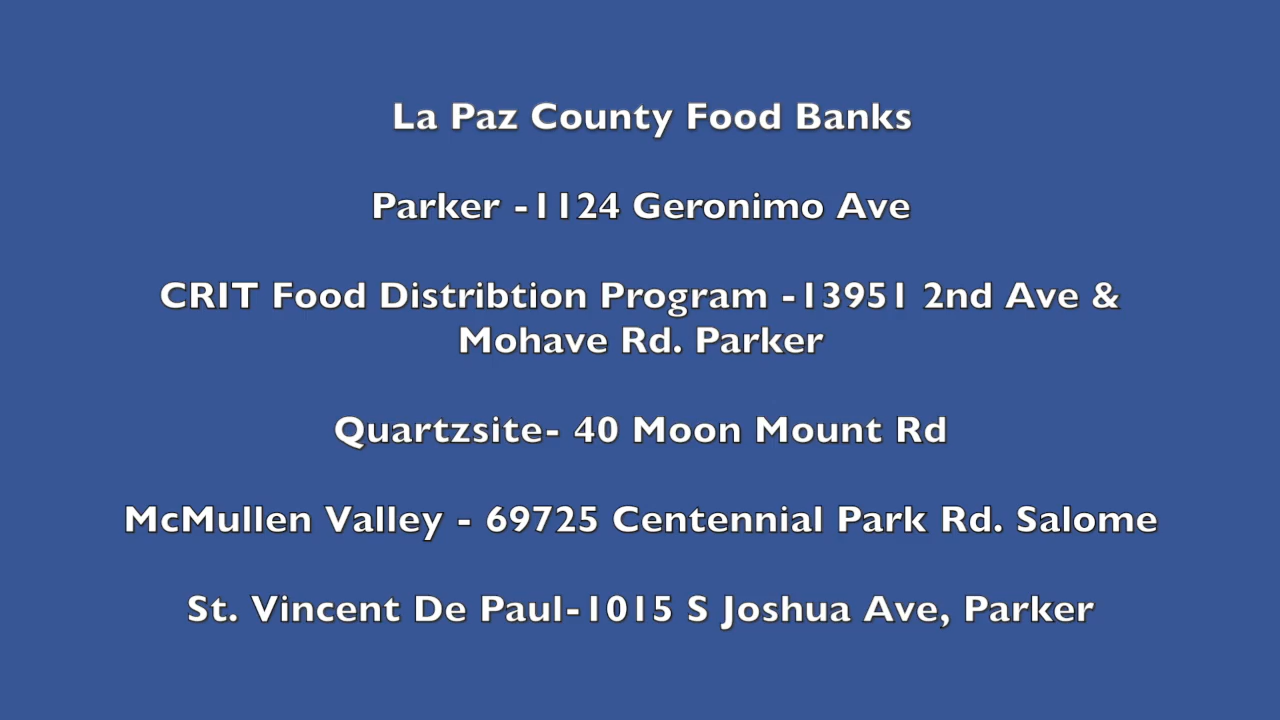 La Paz County Food Banks
Parker -1124 Geronimo Ave
CRIT Food Distribtion Program -13951 2nd Ave &
Mohave Rd. Parker
Quartzsite- 40 Moon Mount Rd
McMullen Valley - 69725 Centennial Park Rd. Salome
St. Vincent De Paul-1015 S Joshua Ave, Parker